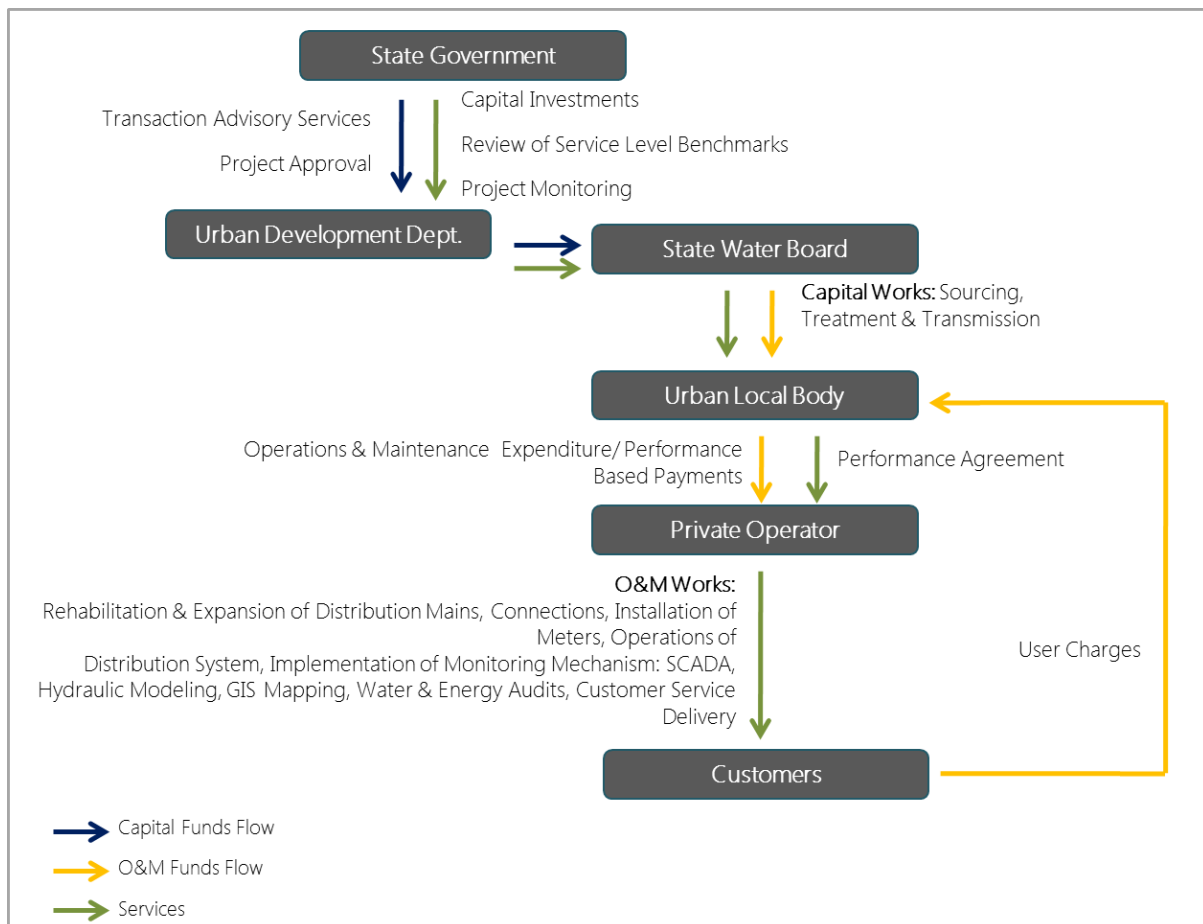 State Government
Capital Investments
Transaction Advisory Services
Review of Service Level Benchmarks
Project Approval
Project Monitoring
Urban Development Dept.
State Water Board
Capital Works: Sourcing,
Treatment & Transmission
Urban Local Body
Operations & Maintenance Expenditure/ Performance
Based Payments
Performance Agreement
Private Operator
O&M Works:
Rehabilitation & Expansion of Distribution Mains, Connections, Installation of
Meters, Operations of
Distribution System, Implementation of Monitoring Mechanism: SCADA,
Hydraulic Modeling, GIS Mapping, Water & Energy Audits, Customer Service
Delivery
User Charges
Customers
Capital Funds Flow
O&M Funds Flow
Services